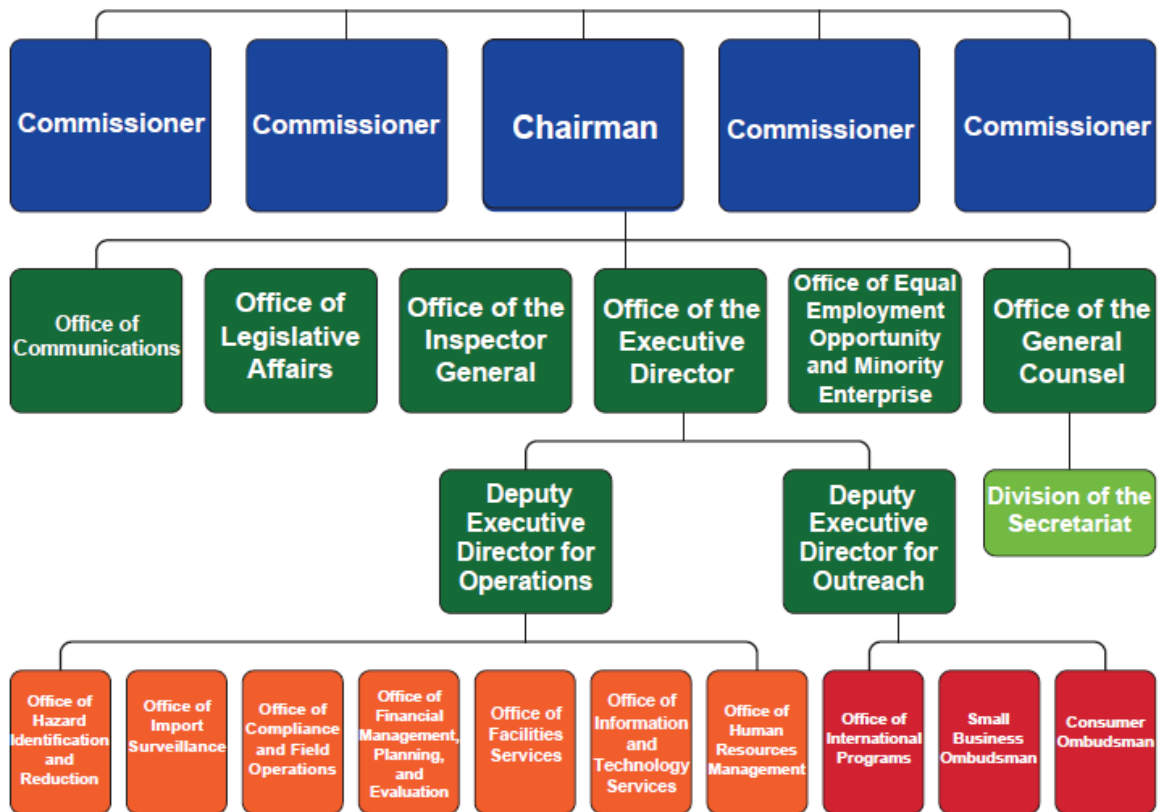 Commissioner
Commissioner
Chairman
Commissioner
Commissioner
Office of
Communications
Office of
Legislative
Affairs
Office of the
Inspector
General
Office of the
Executive
Director
Office of Equal
Employment
Opportunity
and Minority
Enterprise
Office of the
General
Counsel
Deputy
Executive
Director for
Operations
Deputy
Executive
Director for
Outreach
Division of the
Secretariat
Office of
Hazard
Identification
and
Reduction
Office of
Import
Surveillance
Office of
Compliance
and Field
Operations
Office of
Financial
Management,
Planning,
and
Evaluation
Office of
Facilities
Services
Office of
Information
and
Technology
Services
Office of
Human
Resources
Management
Office of
International
Programs
Small
Business
Ombudsman
Consumer
Ombudsman